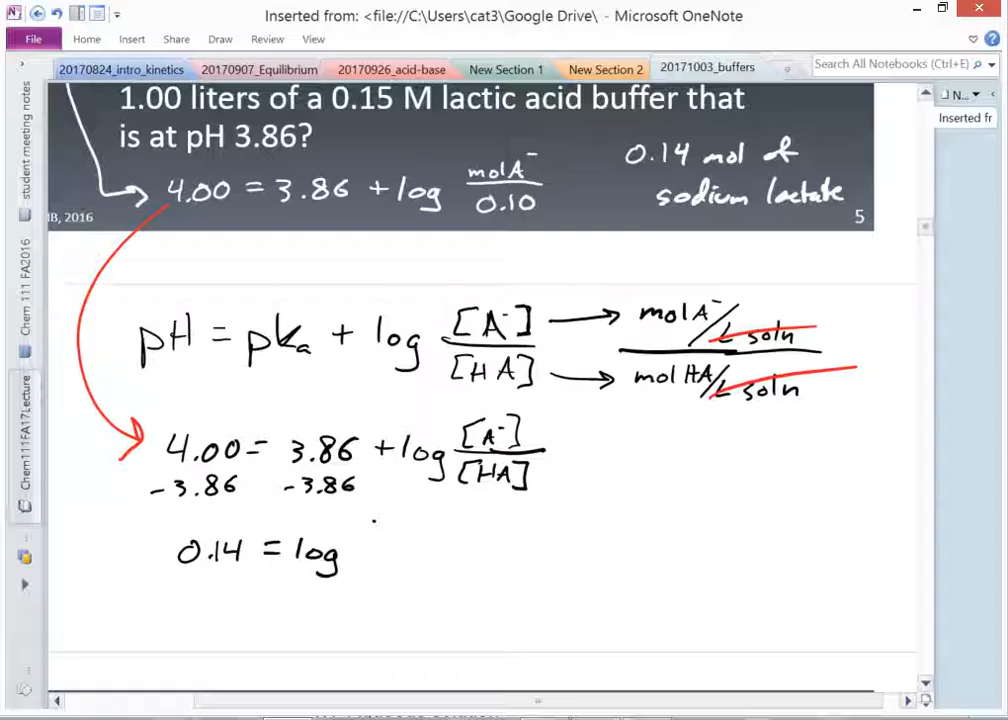 Inserted from: <file://C:\Users\cat3\Google Drive\ - Microsoft OneNote
File Home Insert Share Review View
20170824_intro_kinetics 20170907_Equilibrium 20170926_acid-base New Section 1 New Section 2 20171003_buffers Search All Notebooks (Ctrl+E)
N...
Inserted fr
student meeting notes
Chem 111 FA2016
Chem111FA17Lecture
1.00 liters of a 0.15 M lactic acid buffer that
is at pH 3.86?
4.00 = 3.86 + log molA⁻/0.10
0.14 mol of
sodium lactate
IB, 2016
5
pH = pKa + log [A⁻]/[HA] → mol A⁻/L soln
→ mol HA/L soln
4.00 = 3.86 + log [A⁻]/[HA]
-3.86 -3.86
0.14 = log